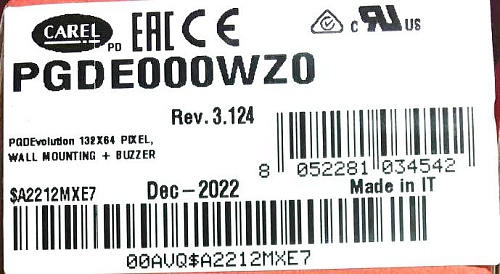 CAREL PD EAC CE c RU US
PGDE000WZ0
Rev. 3.124
PGDEvolution 132X64 PIXEL,
WALL MOUNTING + BUZZER
8 052281 034542
$A2212MXE7 Dec-2022 Made in IT
00AVQ$A2212MXE7